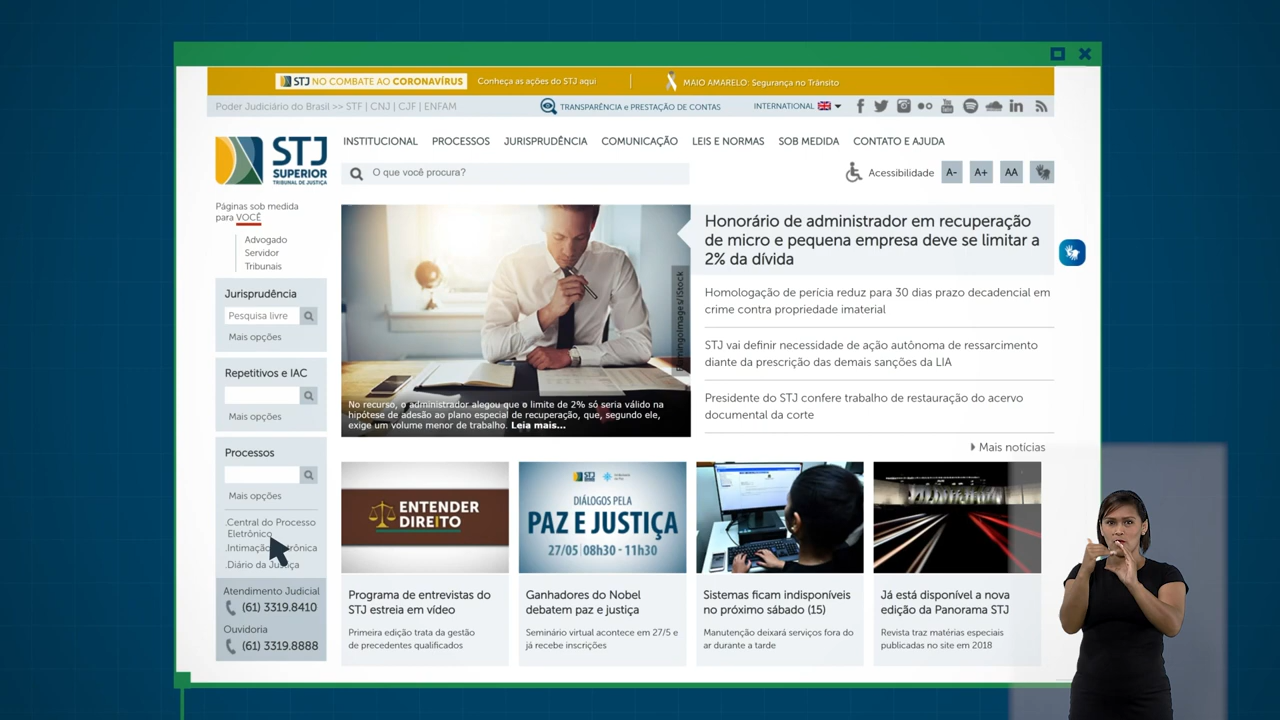 STJ NO COMBATE AO CORONAVÍRUS
Conheça as ações do STJ aqui
MAIO AMARELO: Segurança no Trânsito
Poder Judiciário do Brasil >> STF | CNJ | CJF | ENFAM
TRANSPARÊNCIA e PRESTAÇÃO DE CONTAS
INTERNATIONAL
STJ
SUPERIOR
TRIBUNAL DE JUSTIÇA
INSTITUCIONAL
PROCESSOS
JURISPRUDÊNCIA
COMUNICAÇÃO
LEIS E NORMAS
SOB MEDIDA
CONTATO E AJUDA
O que você procura?
Acessibilidade
A-
A+
AA
Páginas sob medida
para VOCÊ
Advogado
Servidor
Tribunais
Jurisprudência
Pesquisa livre
Mais opções
Repetitivos e IAC
Mais opções
Processos
Mais opções
.Central do Processo
Eletrônico
.Intimação
.Diário da Justiça
Atendimento Judicial
(61) 3319.8410
Ouvidoria
(61) 3319.8888
FlamingoImages/iStock
No recurso, o administrador alegou que o limite de 2% só seria válido na
hipótese de adesão ao plano especial de recuperação, que, segundo ele,
exige um volume menor de trabalho. Leia mais...
Honorário de administrador em recuperação
de micro e pequena empresa deve se limitar a
2% da dívida
Homologação de perícia reduz para 30 dias prazo decadencial em
crime contra propriedade imaterial
STJ vai definir necessidade de ação autônoma de ressarcimento
diante da prescrição das demais sanções da LIA
Presidente do STJ confere trabalho de restauração do acervo
documental da corte
Mais notícias
ENTENDER
DIREITO
Programa de entrevistas do
STJ estreia em vídeo
Primeira edição trata da gestão
de precedentes qualificados
STJ
DIÁLOGOS PELA
PAZ E JUSTIÇA
27/05 | 08h30 - 11h30
Ganhadores do Nobel
debatem paz e justiça
Seminário virtual acontece em 27/5 e
já recebe inscrições
Sistemas ficam indisponíveis
no próximo sábado (15)
Manutenção deixará serviços fora do
ar durante a tarde
Já está disponível a nova
edição da Panorama STJ
Revista traz matérias especiais
publicadas no site em 2018